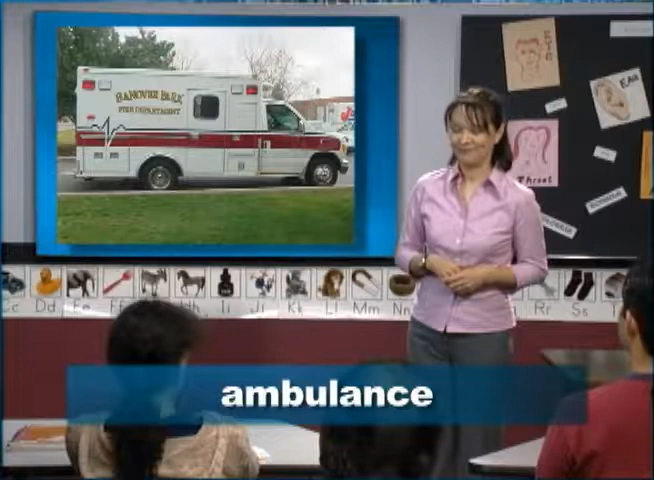 HANOVER PARK
FIRE DEPARTMENT
EYE
EAR
Throat
Cc Dd Ee Ff Hh Ii Jj Kk Ll Mm Nn Rr Ss T
ambulance